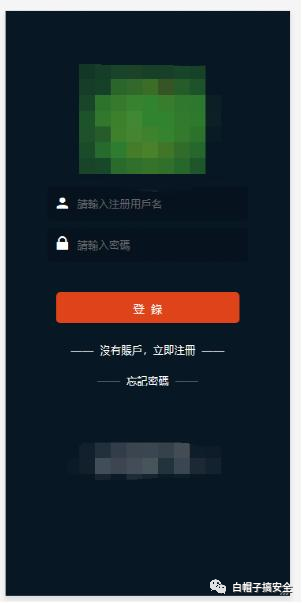 請輸入注册用戶名
請輸入密碼
登 錄
—— 沒有賬戶，立即注冊 ——
—— 忘記密碼 ——
白帽子搞安全